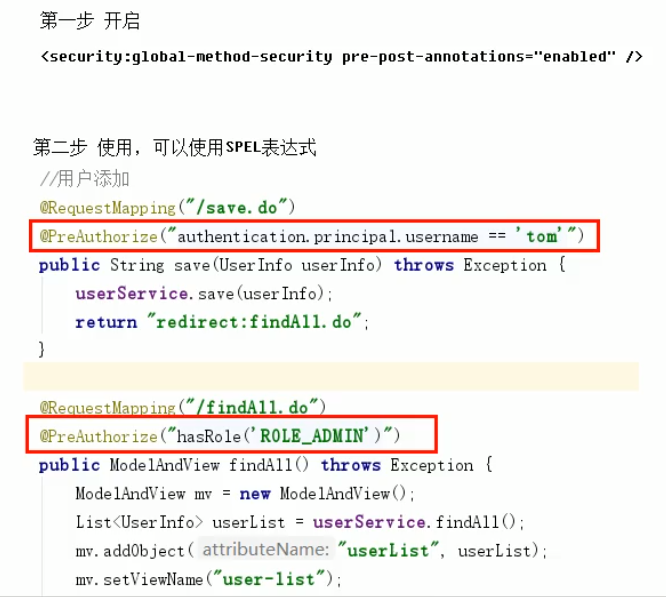 第一步 开启
<security:global-method-security pre-post-annotations="enabled" />
第二步 使用，可以使用SPEL表达式
//用户添加
@RequestMapping("/save.do")
@PreAuthorize("authentication.principal.username == 'tom'")
public String save(UserInfo userInfo) throws Exception {
userService.save(userInfo);
return "redirect:findAll.do";
}
@RequestMapping("/findAll.do")
@PreAuthorize("hasRole('ROLE_ADMIN')")
public ModelAndView findAll() throws Exception {
ModelAndView mv = new ModelAndView();
List<UserInfo> userList = userService.findAll();
mv.addObject( attributeName: "userList", userList);
mv.setViewName("user-list");